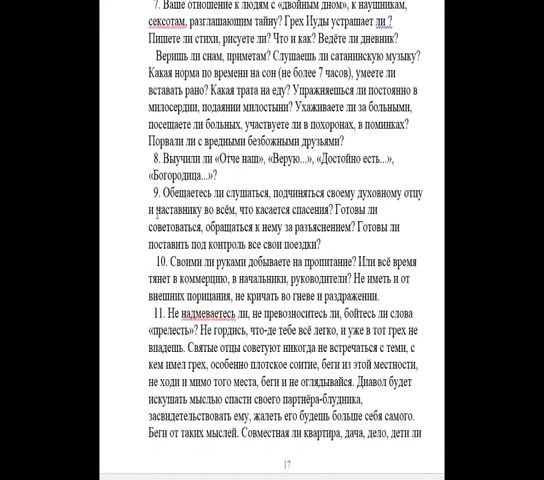 7. Ваше отношение к людям с «двойным дном», к наушникам,
сексотам, разглашающим тайну? Грех Иуды устрашает ли ?
Пишете ли стихи, рисуете ли? Что и как? Ведёте ли дневник?
Веришь ли снам, приметам? Слушаешь ли сатанинскую музыку?
Какая норма по времени на сон (не более 7 часов), умеете ли
вставать рано? Какая трата на еду? Упражняешься ли постоянно в
милосердии, подаянии милостыни? Ухаживаете ли за больными,
посещаете ли больных, участвуете ли в похоронах, в поминках?
Порвали ли с вредными безбожными друзьями?
8. Выучили ли «Отче наш», «Верую...», «Достойно есть...»,
«Богородица...»?
9. Обещаетесь ли слушаться, подчиняться своему духовному отцу
и наставнику во всём, что касается спасения? Готовы ли
советоваться, обращаться к нему за разъяснением? Готовы ли
поставить под контроль все свои поездки?
10. Своими ли руками добываете на пропитание? Или всё время
тянет в коммерцию, в начальники, руководители? Не иметь и от
внешних порицания, не кричать во гневе и раздражении.
11. Не надмеваетесь ли, не превозноситесь ли, бойтесь ли слова
«прелесть»? Не гордись, что-де тебе всё легко, и уже в тот грех не
впадешь. Святые отцы советуют никогда не встречаться с теми, с
кем имел грех, особенно плотское соитие, беги из этой местности,
не ходи и мимо того места, беги и не оглядывайся. Диавол будет
искушать мыслью спасти своего партнёра-блудника,
засвидетельствовать ему, жалеть его будешь больше себя самого.
Беги от таких мыслей. Совместная ли квартира, дача, дело, дети ли
17